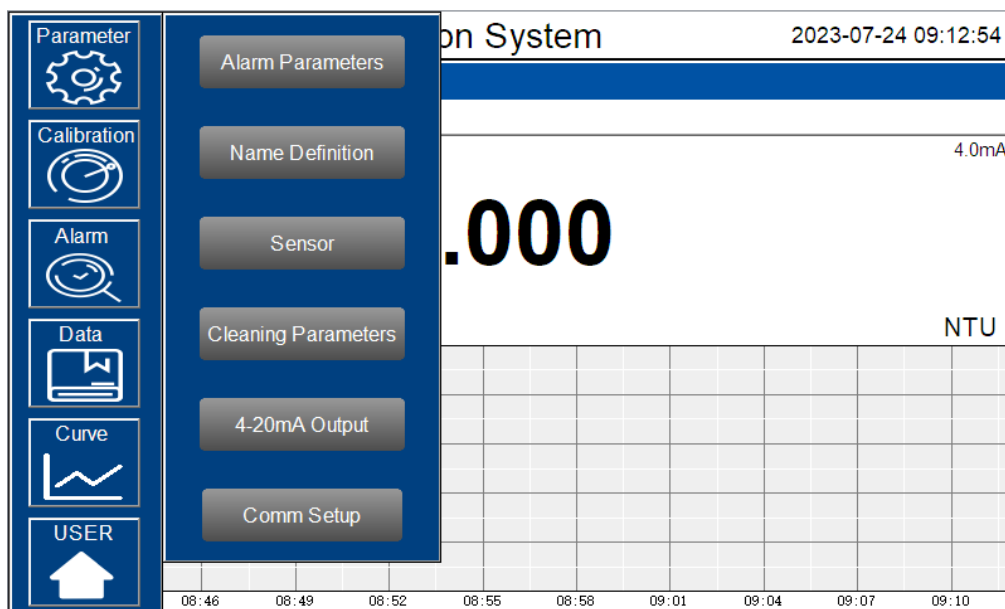 Parameter
Calibration
Alarm
Data
Curve
USER
Alarm Parameters
Name Definition
Sensor
Cleaning Parameters
4-20mA Output
Comm Setup
on System
2023-07-24 09:12:54
4.0mA
.000
NTU
08:46 08:49 08:52 08:55 08:58 09:01 09:04 09:07 09:10